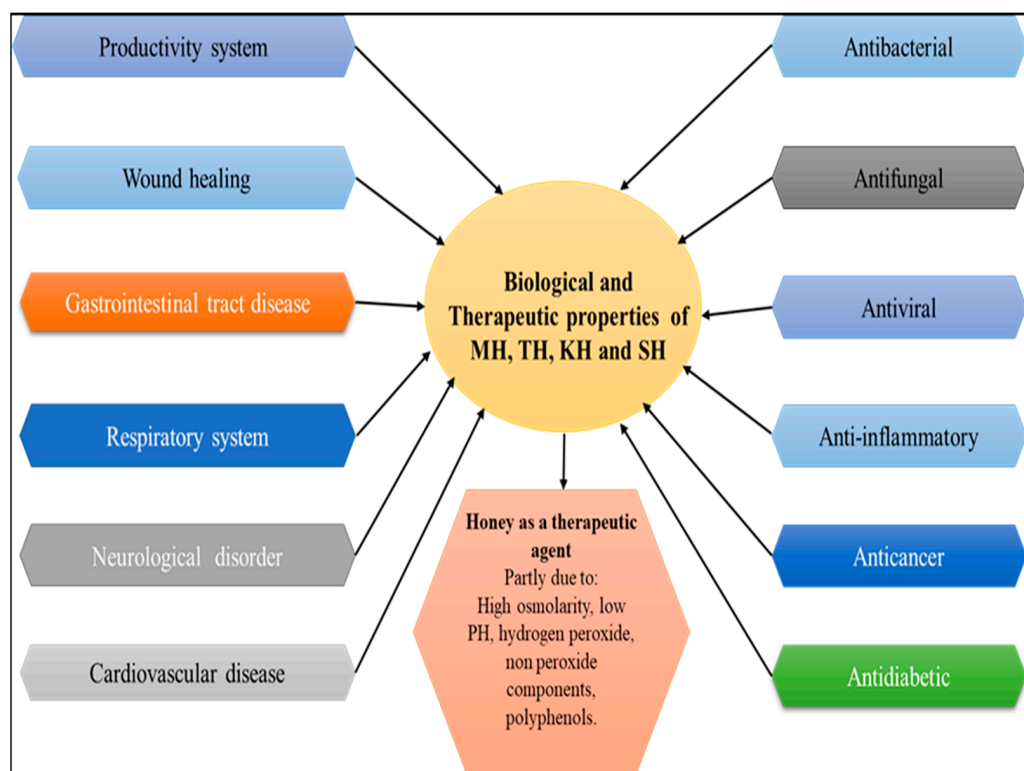 Productivity system
Wound healing
Gastrointestinal tract disease
Respiratory system
Neurological disorder
Cardiovascular disease
Biological and
Therapeutic properties of
MH, TH, KH and SH
Honey as a therapeutic
agent
Partly due to:
High osmolarity, low
PH, hydrogen peroxide,
non peroxide
components,
polyphenols.
Antibacterial
Antifungal
Antiviral
Anti-inflammatory
Anticancer
Antidiabetic